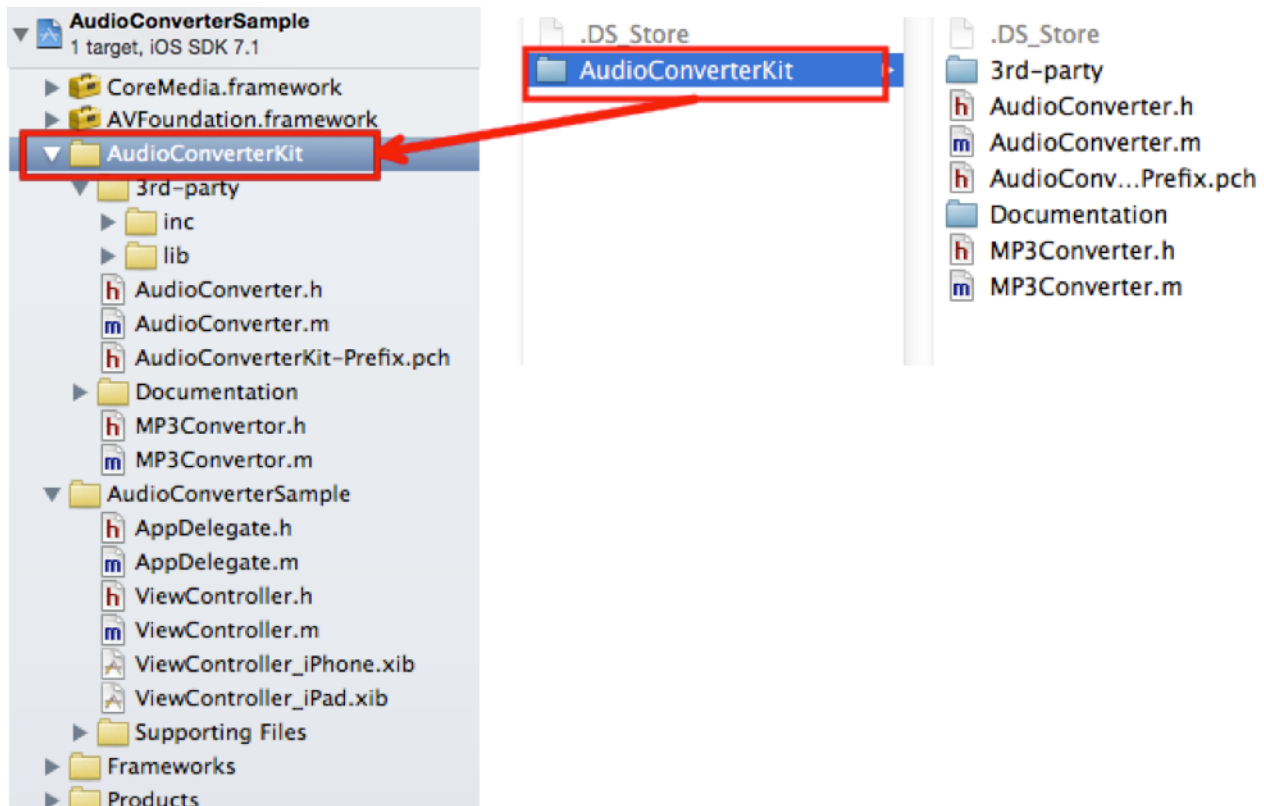 AudioConverterSample
1 target, iOS SDK 7.1
CoreMedia.framework
AVFoundation.framework
AudioConverterKit
3rd-party
inc
lib
AudioConverter.h
AudioConverter.m
AudioConverterKit-Prefix.pch
Documentation
MP3Convertor.h
MP3Convertor.m
AudioConverterSample
AppDelegate.h
AppDelegate.m
ViewController.h
ViewController.m
ViewController_iPhone.xib
ViewController_iPad.xib
Supporting Files
Frameworks
Products
.DS_Store
AudioConverterKit
.DS_Store
3rd-party
AudioConverter.h
AudioConverter.m
AudioConv...Prefix.pch
Documentation
MP3Converter.h
MP3Converter.m